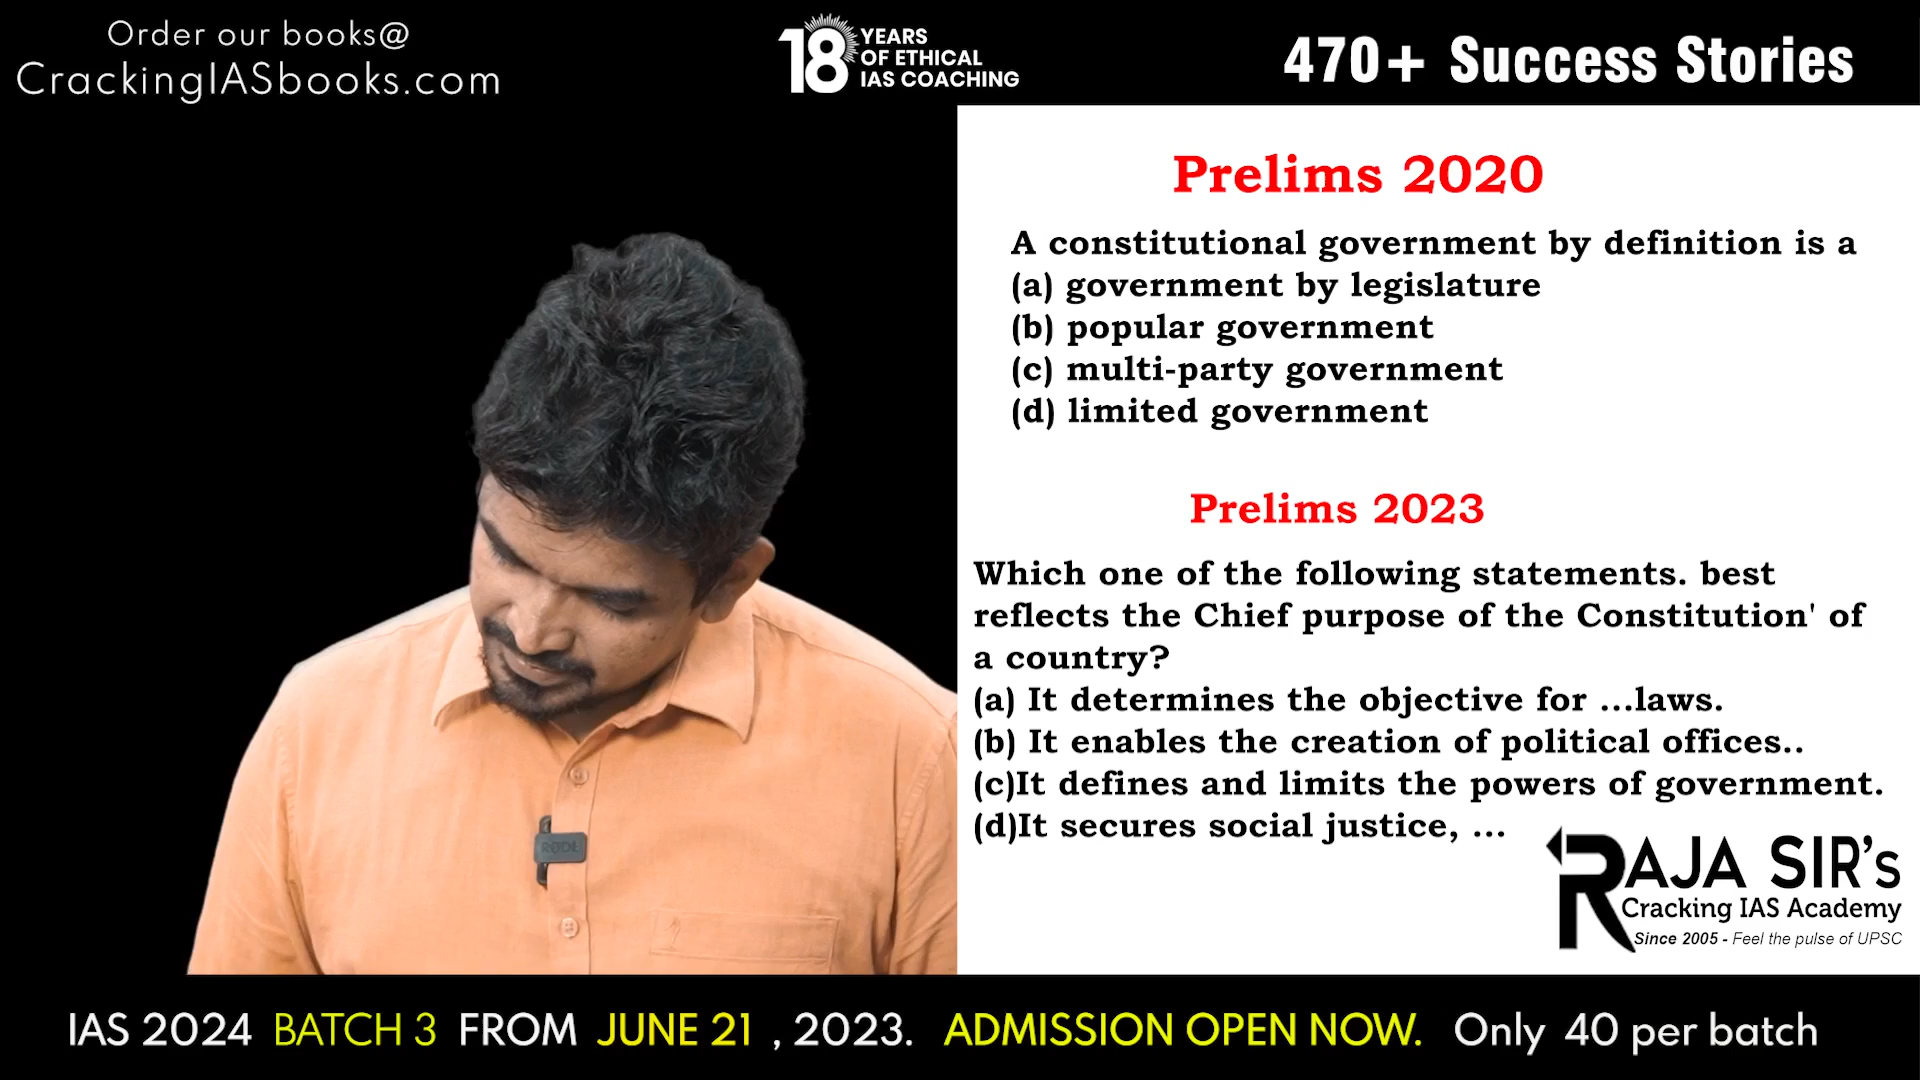 Order our books@
CrackingIASbooks.com
18 YEARS
OF ETHICAL
IAS COACHING
470+ Success Stories
Prelims 2020
A constitutional government by definition is a
(a) government by legislature
(b) popular government
(c) multi-party government
(d) limited government
Prelims 2023
Which one of the following statements. best
reflects the Chief purpose of the Constitution' of
a country?
(a) It determines the objective for ...laws.
(b) It enables the creation of political offices..
(c)It defines and limits the powers of government.
(d)It secures social justice, ...
RAJA SIR's
Cracking IAS Academy
Since 2005 - Feel the pulse of UPSC
RØDE
IAS 2024 BATCH 3 FROM JUNE 21 , 2023. ADMISSION OPEN NOW. Only 40 per batch